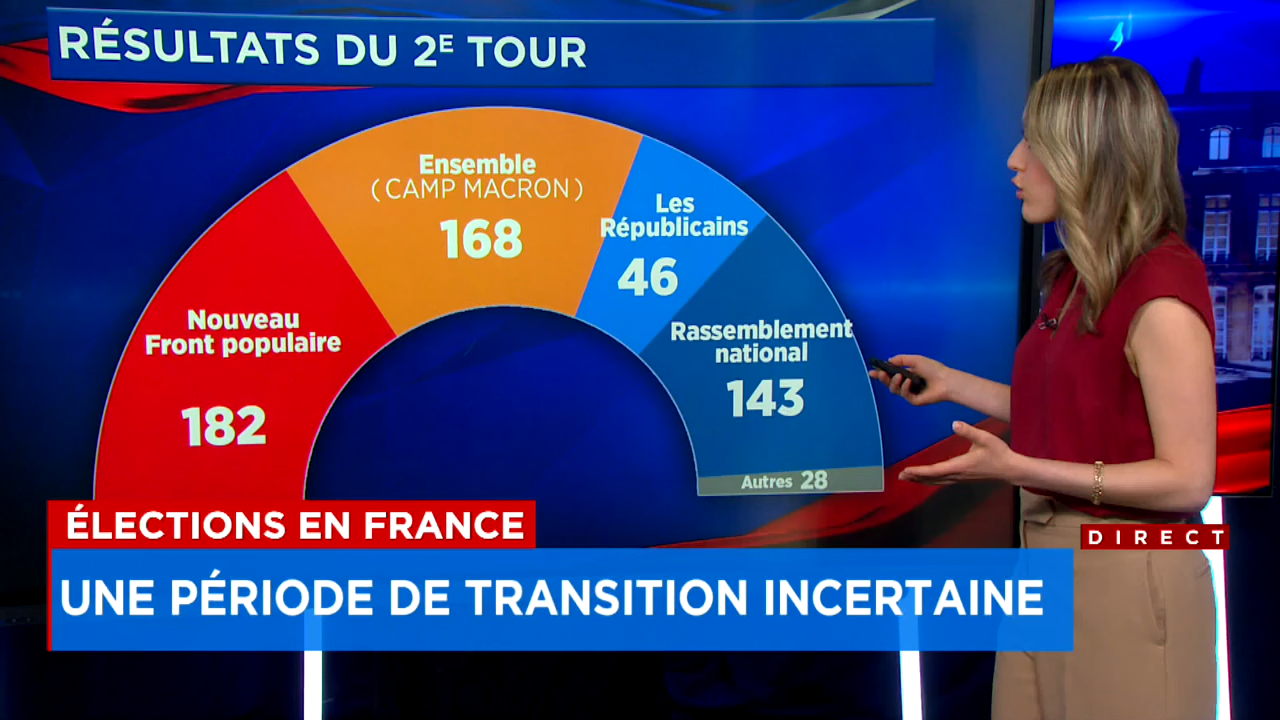 RÉSULTATS DU 2E TOUR
Ensemble
(CAMP MACRON)
168
Les
Républicains
46
Nouveau
Front populaire
182
Rassemblement
national
143
Autres 28
ÉLECTIONS EN FRANCE
DIRECT
UNE PÉRIODE DE TRANSITION INCERTAINE